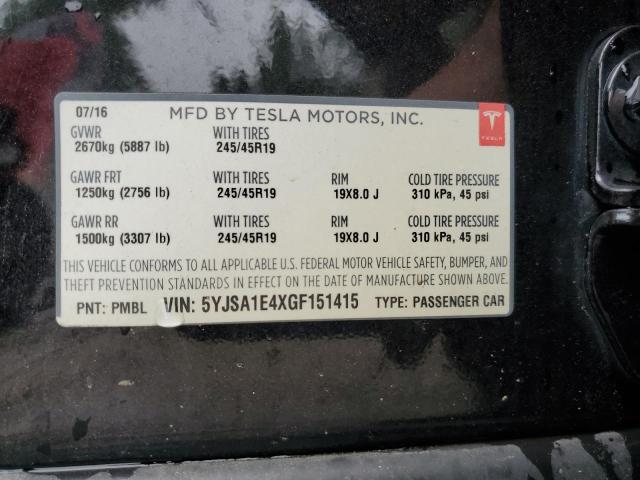 07/16 MFD BY TESLA MOTORS, INC.
TESLA
GVWR WITH TIRES
2670kg (5887 lb) 245/45R19
GAWR FRT WITH TIRES RIM COLD TIRE PRESSURE
1250kg (2756 lb) 245/45R19 19X8.0 J 310 kPa, 45 psi
GAWR RR WITH TIRES RIM COLD TIRE PRESSURE
1500kg (3307 lb) 245/45R19 19X8.0 J 310 kPa, 45 psi
THIS VEHICLE CONFORMS TO ALL APPLICABLE U.S. FEDERAL MOTOR VEHICLE SAFETY, BUMPER, AND
THEFT PREVENTION STANDARDS IN EFFECT ON THE DATE OF MANUFACTURE SHOWN ABOVE.
PNT: PMBL VIN: 5YJSA1E4XGF151415 TYPE: PASSENGER CAR